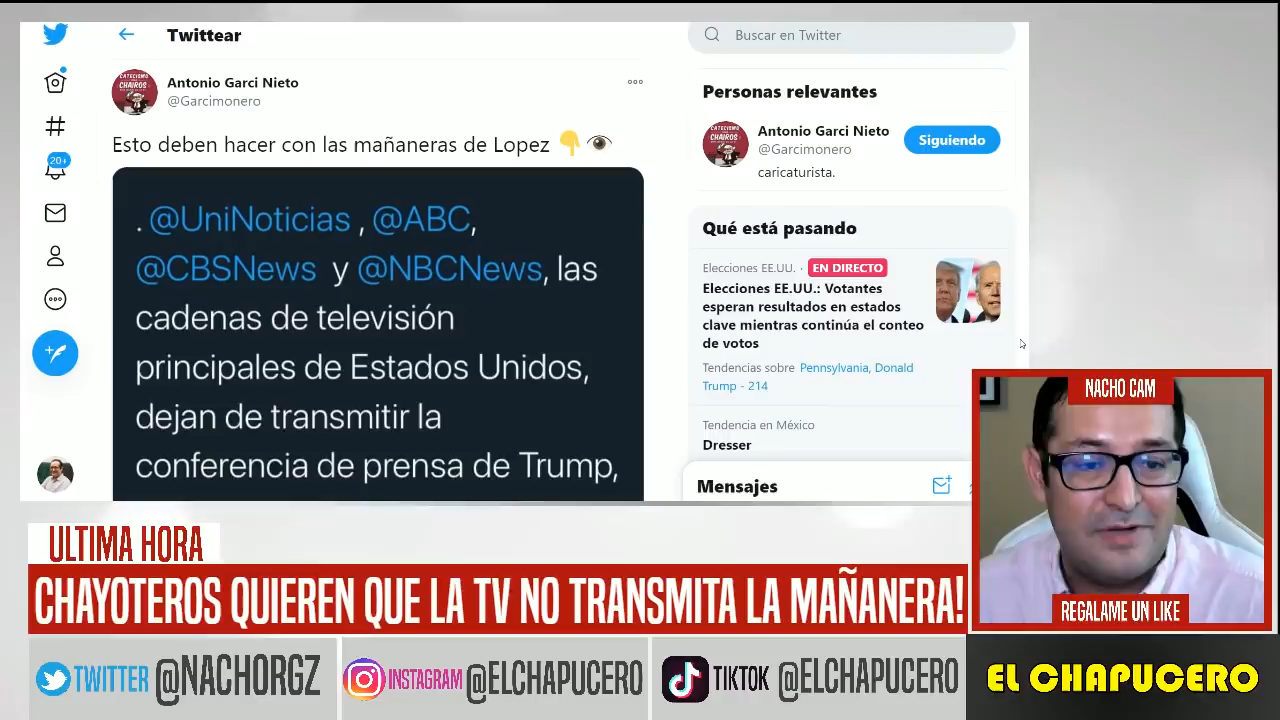 Twittear
Buscar en Twitter
Antonio Garci Nieto
@Garcimonero
Esto deben hacer con las mañaneras de Lopez
. @UniNoticias , @ABC,
@CBSNews y @NBCNews, las
cadenas de televisión
principales de Estados Unidos,
dejan de transmitir la
conferencia de prensa de Trump,
20+
Personas relevantes
Antonio Garci Nieto
@Garcimonero
caricaturista.
Siguiendo
Qué está pasando
Elecciones EE.UU. · EN DIRECTO
Elecciones EE.UU.: Votantes
esperan resultados en estados
clave mientras continúa el conteo
de votos
Tendencias sobre Pennsylvania, Donald
Trump - 214
Tendencia en México
Dresser
Mensajes
NACHO CAM
REGALAME UN LIKE
ULTIMA HORA
CHAYOTEROS QUIEREN QUE LA TV NO TRANSMITA LA MAÑANERA!
TWITTER @NACHORGZ
INSTAGRAM @ELCHAPUCERO
TIKTOK @ELCHAPUCERO
EL CHAPUCERO